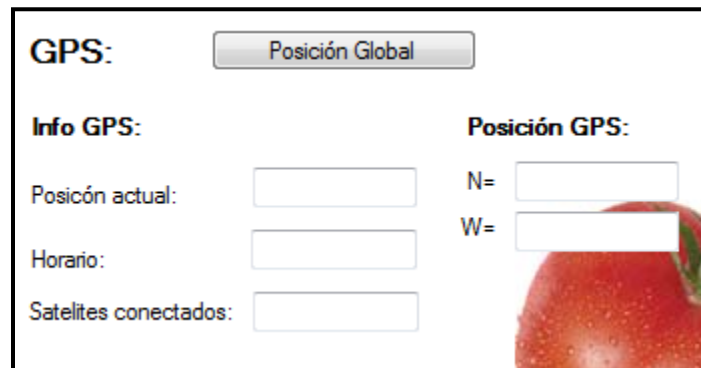 GPS: Posición Global
Info GPS:
Posicón actual:
Horario:
Satelites conectados:
Posición GPS:
N=
W=